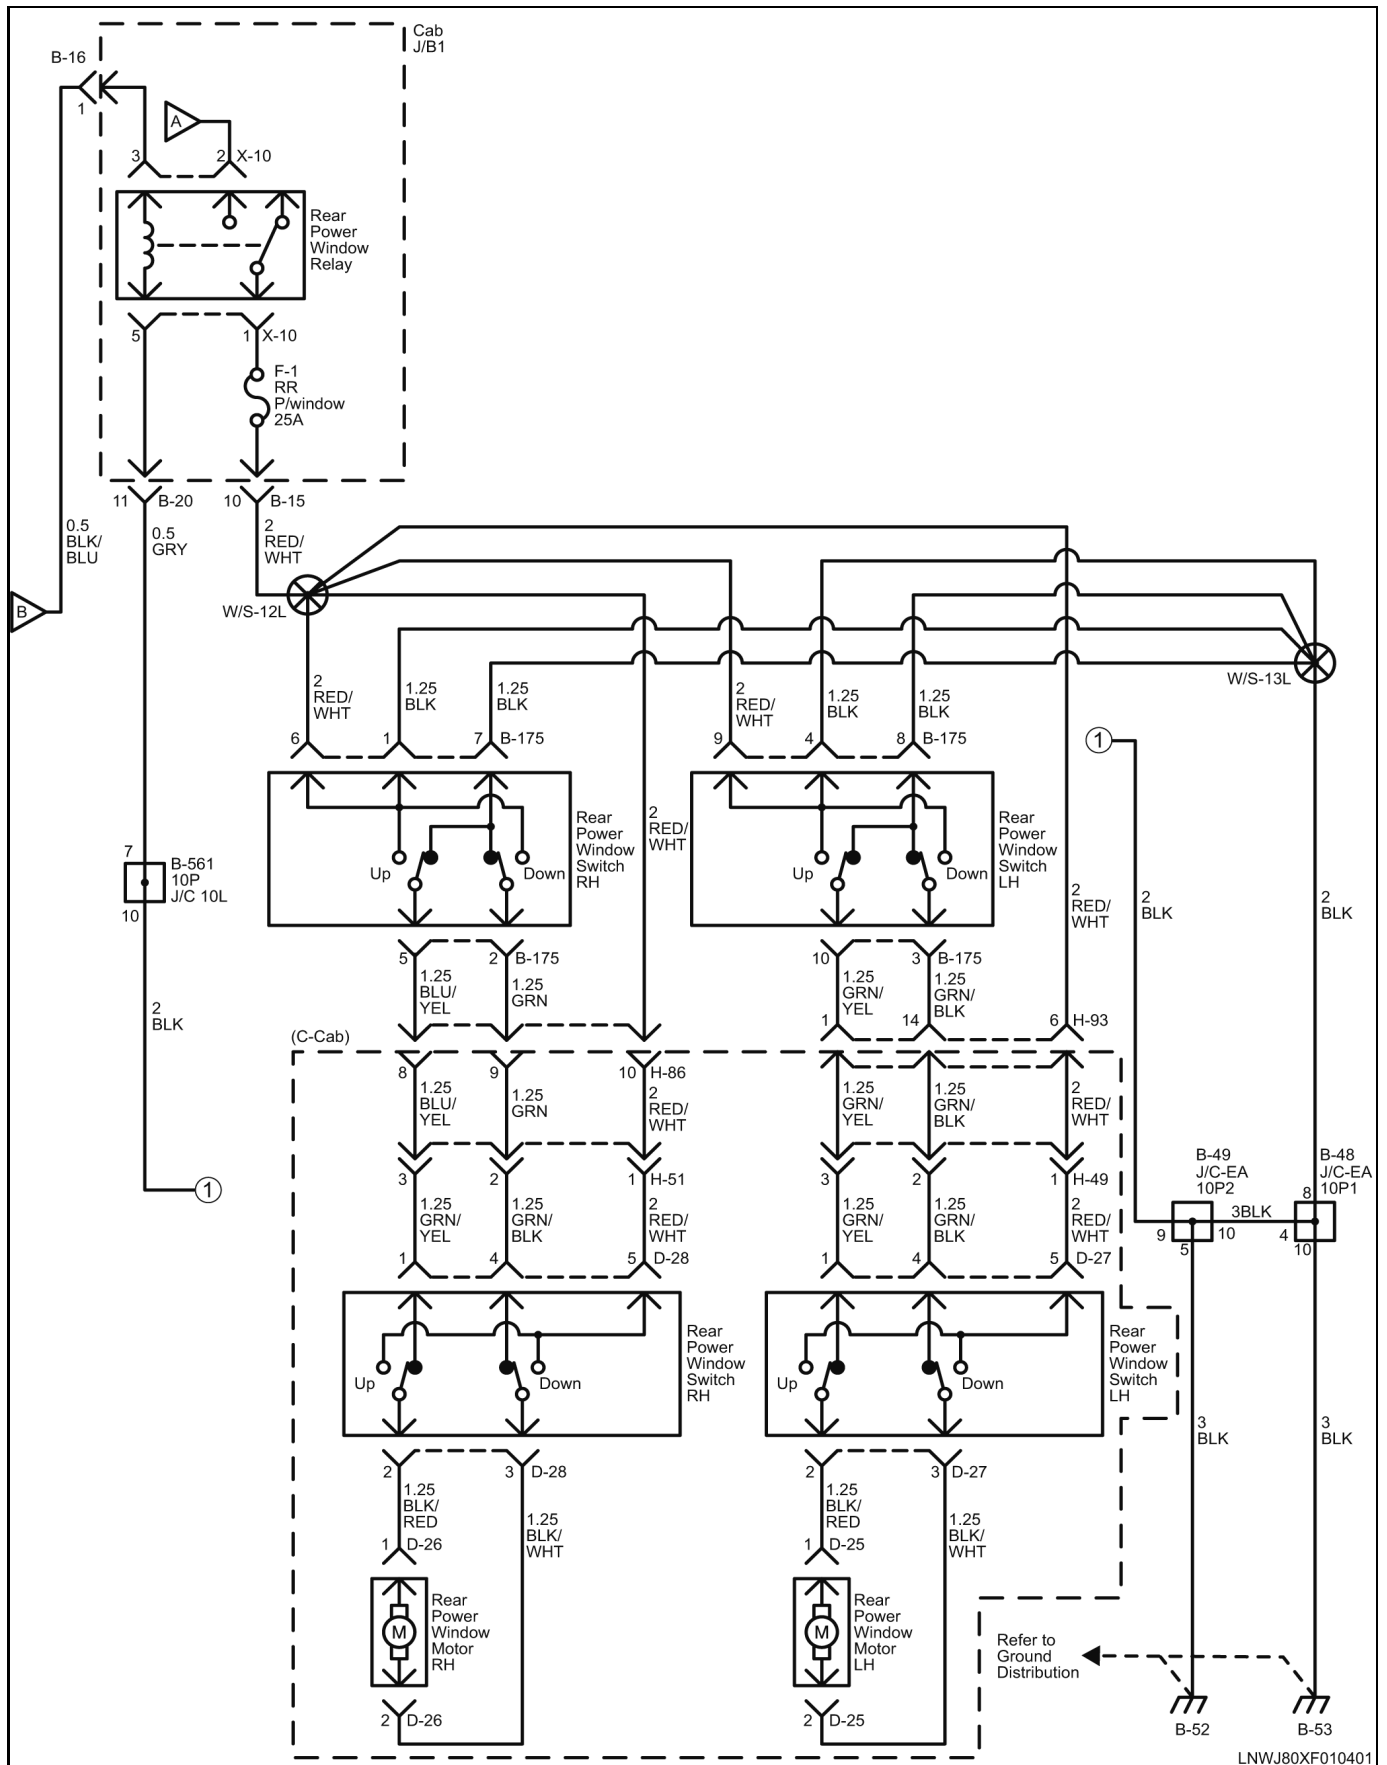 Cab
J/B1
B-16
1
A
3
2
X-10
Rear
Power
Window
Relay
5
1
X-10
F-1
RR
P/window
25A
11
B-20
10
B-15
0.5
BLK/
BLU
0.5
GRY
2
RED/
WHT
B
W/S-12L
W/S-13L
2
RED/
WHT
1.25
BLK
1.25
BLK
2
RED/
WHT
1.25
BLK
1.25
BLK
6
1
7
B-175
9
4
8
B-175
1
Up
Down
Rear
Power
Window
Switch
RH
2
RED/
WHT
Up
Down
Rear
Power
Window
Switch
LH
7
B-561
10P
J/C 10L
10
2
RED/
WHT
2
BLK
2
BLK
5
2
B-175
10
3
B-175
1.25
BLU/
YEL
1.25
GRN
1.25
GRN/
YEL
1.25
GRN/
BLK
2
BLK
1
14
6
H-93
(C-Cab)
8
9
10
H-86
1.25
BLU/
YEL
1.25
GRN
2
RED/
WHT
1.25
GRN/
YEL
1.25
GRN/
BLK
2
RED/
WHT
3
2
1
H-51
3
2
1
H-49
B-49
J/C-EA
10P2
B-48
J/C-EA
10P1
1
1.25
GRN/
YEL
1.25
GRN/
BLK
2
RED/
WHT
1.25
GRN/
YEL
1.25
GRN/
BLK
2
RED/
WHT
8
3BLK
9
10
4
5
10
1
4
5
D-28
1
4
5
D-27
Up
Down
Rear
Power
Window
Switch
RH
Up
Down
Rear
Power
Window
Switch
LH
3
BLK
3
BLK
2
3
D-28
2
3
D-27
1.25
BLK/
RED
1.25
BLK/
WHT
1.25
BLK/
RED
1.25
BLK/
WHT
1
D-26
1
D-25
M
Rear
Power
Window
Motor
RH
M
Rear
Power
Window
Motor
LH
Refer to
Ground
Distribution
2
D-26
2
D-25
B-52
B-53
LNWJ80XF010401